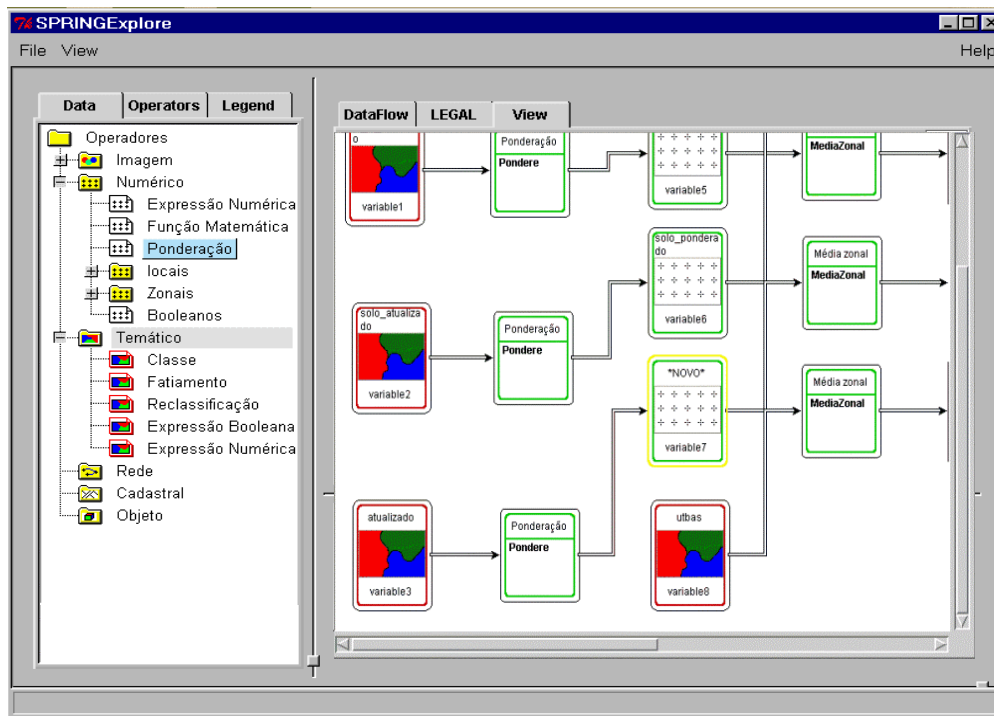 SPRINGExplore
File View Help
Data Operators Legend
Operadores
Imagem
Numérico
Expressão Numérica
Função Matemática
Ponderação
locais
Zonais
Booleanos
Temático
Classe
Fatiamento
Reclassificação
Expressão Booleana
Expressão Numérica
Rede
Cadastral
Objeto
DataFlow LEGAL View
o
variable1
Ponderação
Pondere
variable5
MediaZonal
solo_atualiza
do
variable2
Ponderação
Pondere
solo_pondera
do
variable6
Média zonal
MediaZonal
*NOVO*
variable7
Média zonal
MediaZonal
atualizado
variable3
Ponderação
Pondere
utbas
variable8